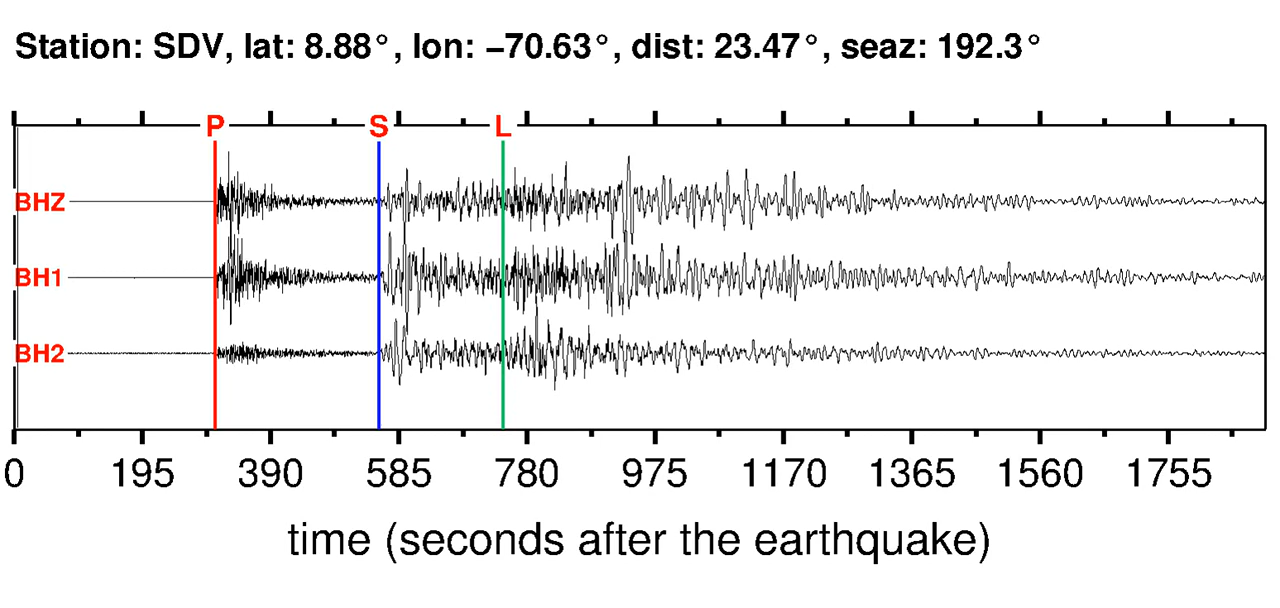 Station: SDV, lat: 8.88°, lon: −70.63°, dist: 23.47°, seaz: 192.3°
P S L
BHZ
BH1
BH2
0 195 390 585 780 975 1170 1365 1560 1755
time (seconds after the earthquake)